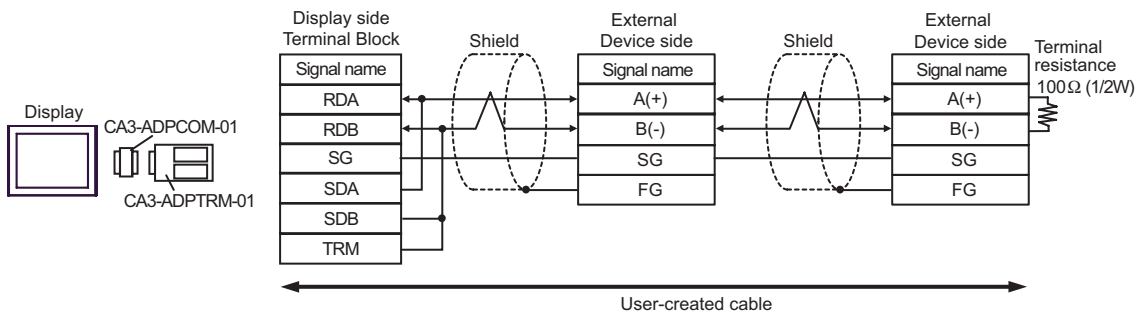 Display
CA3-ADPCOM-01
CA3-ADPTRM-01
Display side
Terminal Block
Signal name
RDA
RDB
SG
SDA
SDB
TRM
Shield
External
Device side
Signal name
A(+)
B(-)
SG
FG
Shield
External
Device side
Signal name
A(+)
B(-)
SG
FG
Terminal
resistance
100Ω (1/2W)
User-created cable